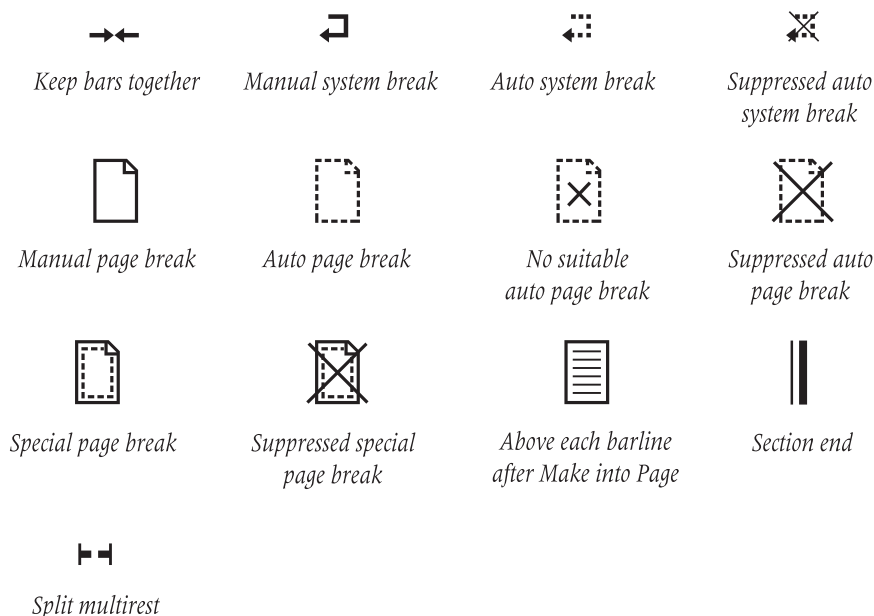 Keep bars together
Manual system break
Auto system break
Suppressed auto
system break
Manual page break
Auto page break
No suitable
auto page break
Suppressed auto
page break
Special page break
Suppressed special
page break
Above each barline
after Make into Page
Section end
Split multirest